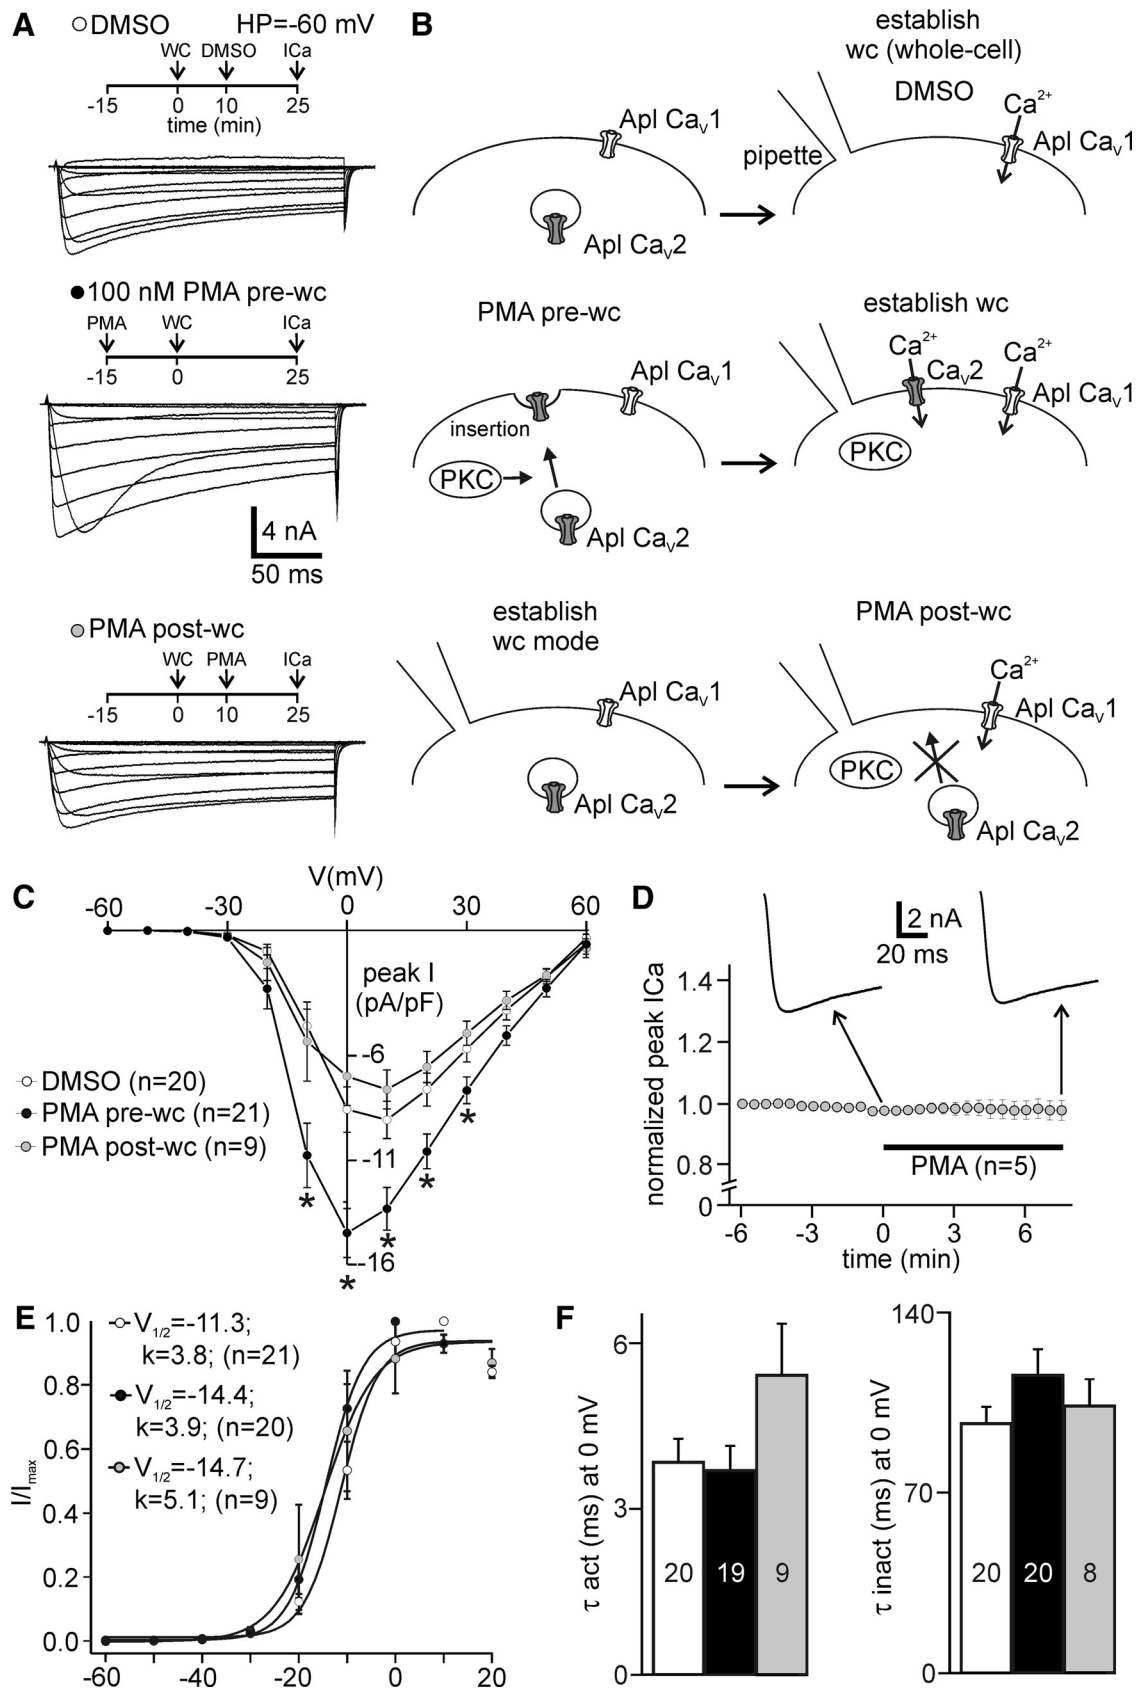 A
DMSO HP=-60 mV
WC DMSO ICa
-15 0 10 25
time (min)
100 nM PMA pre-wc
PMA WC ICa
-15 0 25
4 nA
50 ms
PMA post-wc
WC PMA ICa
-15 0 10 25
B
establish
wc (whole-cell)
DMSO
Apl CaV1
Apl CaV2
pipette
Ca2+
Apl CaV1
PMA pre-wc
establish wc
Apl CaV1
insertion
PKC
Apl CaV2
Ca2+
CaV2
Ca2+
Apl CaV1
PKC
establish
wc mode
PMA post-wc
Apl CaV1
Apl CaV2
Ca2+
Apl CaV1
PKC
Apl CaV2
C
V(mV)
-60 -30 0 30 60
peak I
(pA/pF)
-6
-11
-16
DMSO (n=20)
PMA pre-wc (n=21)
PMA post-wc (n=9)
* * * * *
D
2 nA
20 ms
normalized peak ICa
1.4
1.2
1.0
0.8
0
PMA (n=5)
-6 -3 0 3 6
time (min)
E
I/Imax
1.0
0.8
0.6
0.4
0.2
0.0
V1/2=-11.3;
k=3.8; (n=21)
V1/2=-14.4;
k=3.9; (n=20)
V1/2=-14.7;
k=5.1; (n=9)
-60 -40 -20 0 20
F
τ act (ms) at 0 mV
6
3
0
20 19 9
τ inact (ms) at 0 mV
140
70
0
20 20 8